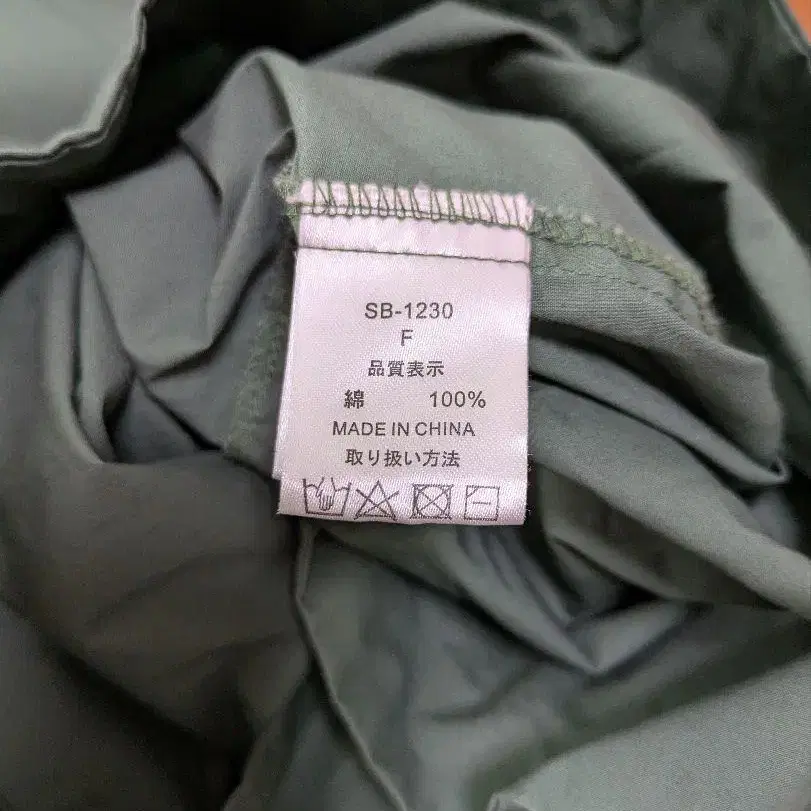 SB-1230
F
品質表示
綿 100%
MADE IN CHINA
取り扱い方法